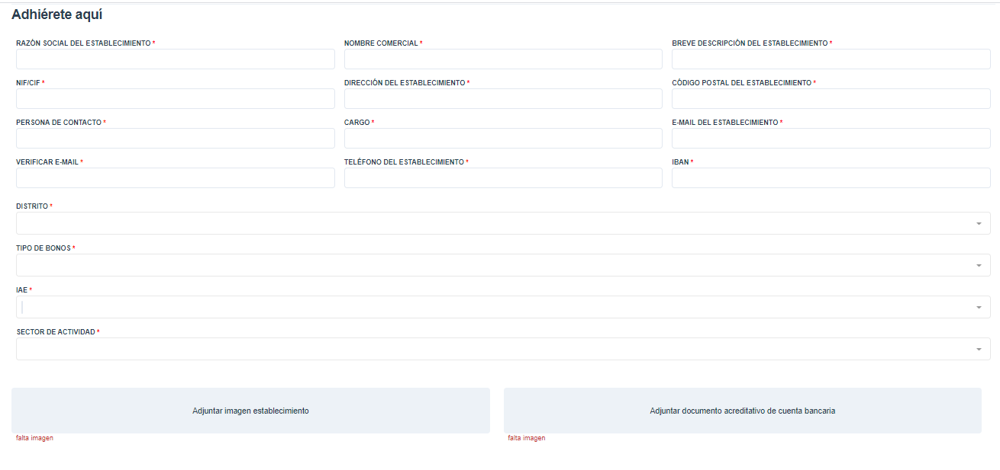 Adhiérete aquí
RAZÓN SOCIAL DEL ESTABLECIMIENTO * NOMBRE COMERCIAL * BREVE DESCRIPCIÓN DEL ESTABLECIMIENTO *
NIF/CIF * DIRECCIÓN DEL ESTABLECIMIENTO * CÓDIGO POSTAL DEL ESTABLECIMIENTO *
PERSONA DE CONTACTO * CARGO * E-MAIL DEL ESTABLECIMIENTO *
VERIFICAR E-MAIL * TELÉFONO DEL ESTABLECIMIENTO * IBAN *
DISTRITO *
TIPO DE BONOS *
IAE *
SECTOR DE ACTIVIDAD *
Adjuntar imagen establecimiento Adjuntar documento acreditativo de cuenta bancaria
falta imagen falta imagen